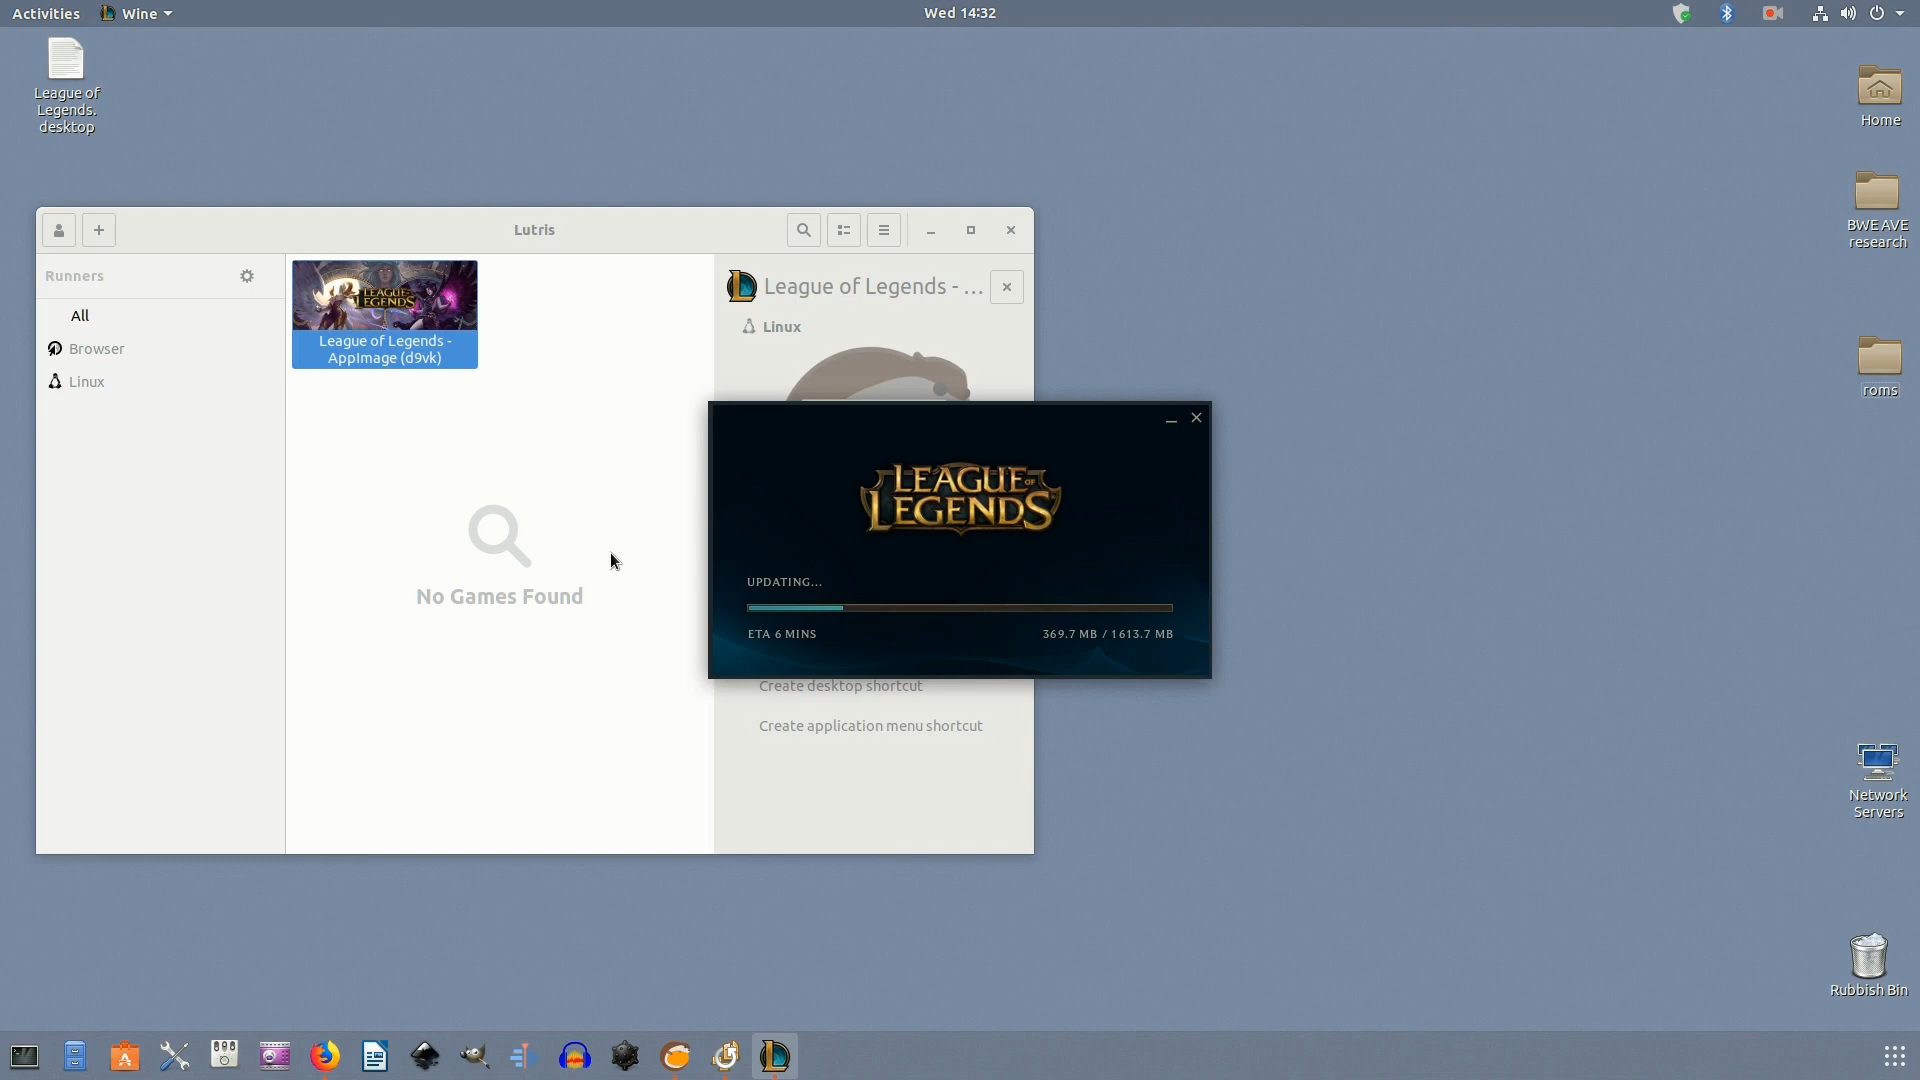 Activities
Wine
Wed 14:32
League of
Legends.
desktop
Home
BWE AVE
research
roms
Network
Servers
Rubbish Bin
Lutris
Runners
All
Browser
Linux
LEAGUE OF
LEGENDS
League of Legends -
AppImage (d9vk)
No Games Found
League of Legends - ...
Linux
LEAGUE OF
LEGENDS
UPDATING...
ETA 6 MINS
369.7 MB / 1613.7 MB
Create desktop shortcut
Create application menu shortcut